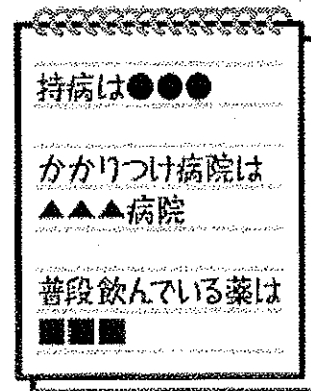 持病は●●●
かかりつけ病院は
▲▲▲病院
普段飲んでいる薬は
■■■